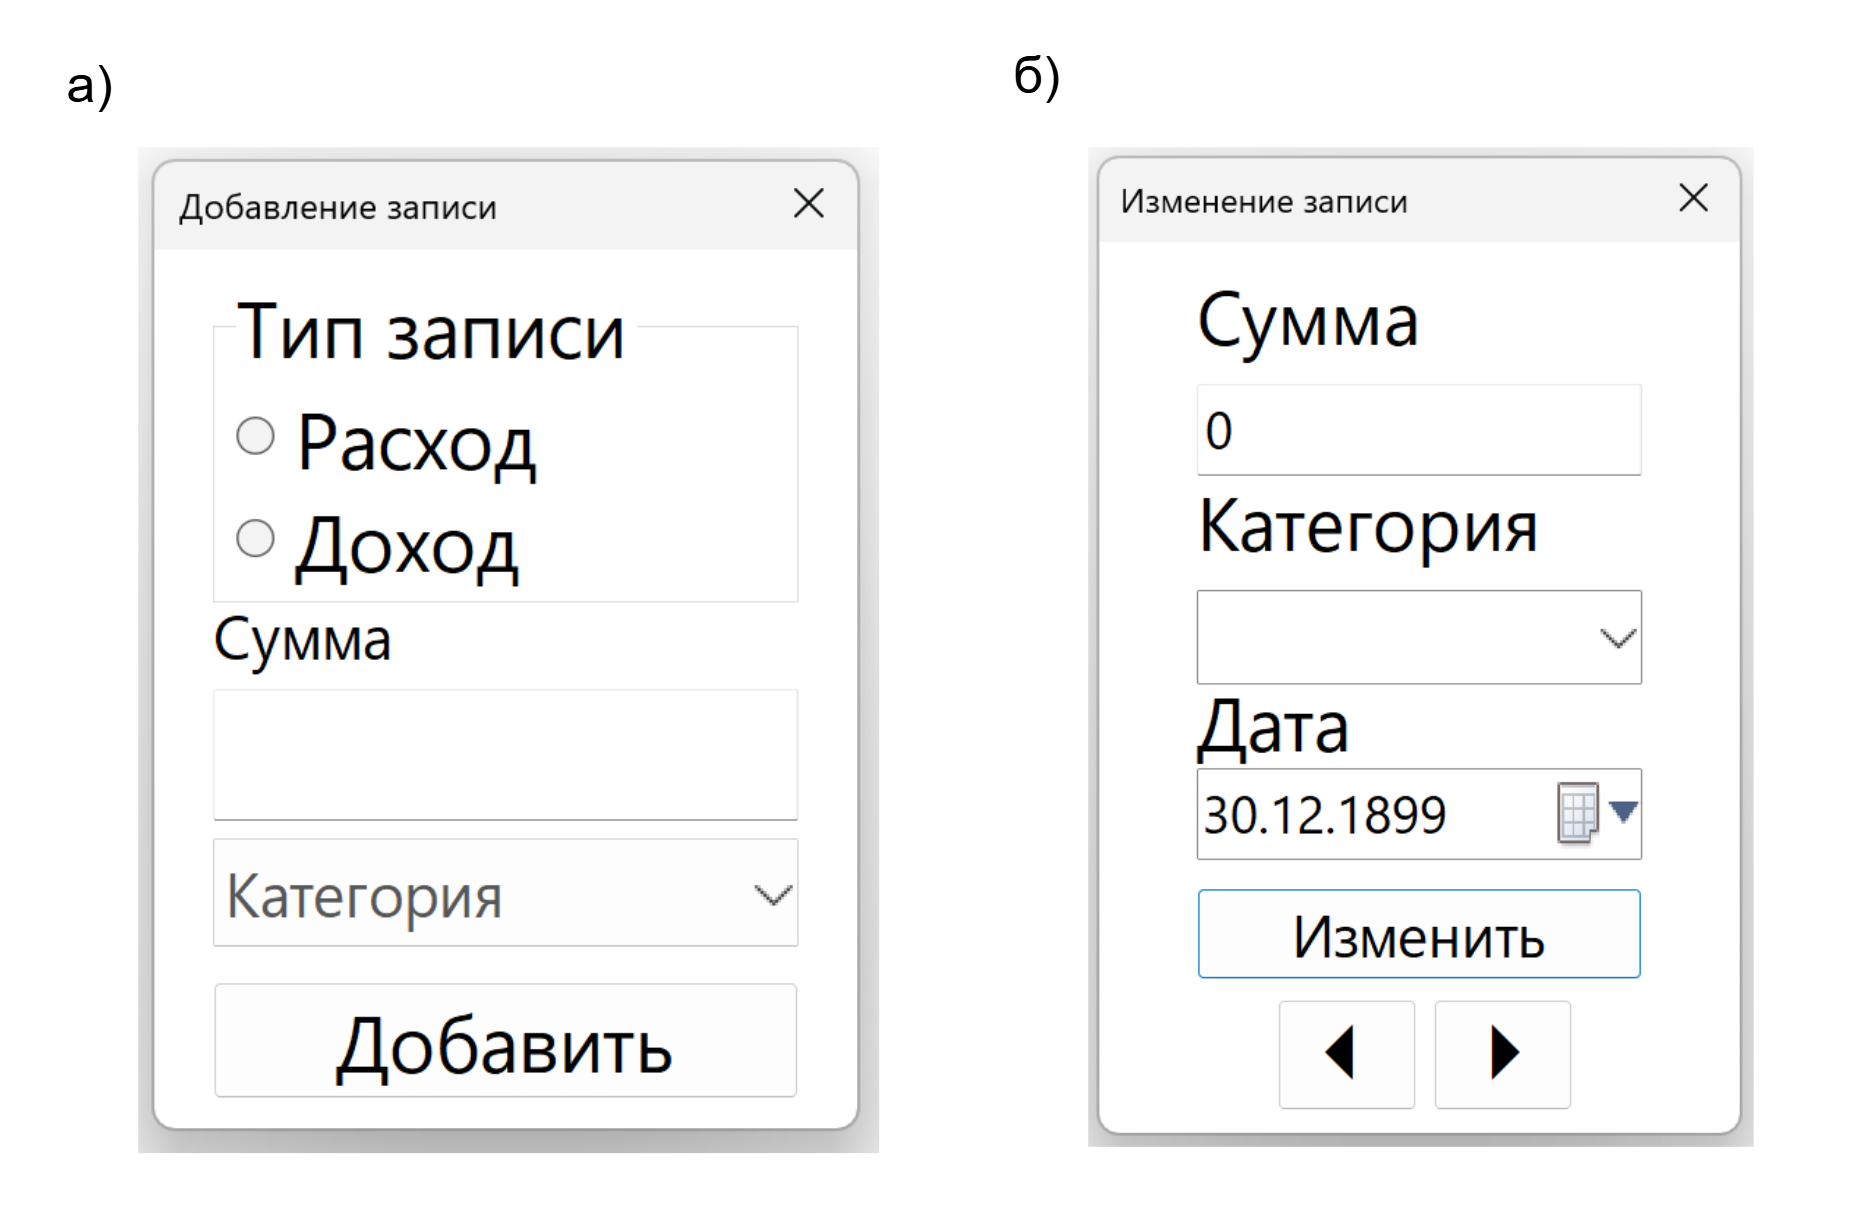 а)
Добавление записи
Тип записи
Расход
Доход
Сумма
Категория
Добавить
б)
Изменение записи
Сумма
0
Категория
Дата
30.12.1899
Изменить